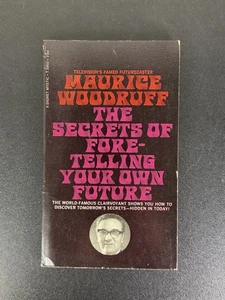 TELEVISION'S FAMED FUTURECASTER
MAURICE
WOODRUFF
THE
SECRETS OF
FORE-
TELLING
YOUR OWN
FUTURE
THE WORLD-FAMOUS CLAIRVOYANT SHOWS YOU HOW TO
DISCOVER TOMORROW'S SECRETS—HIDDEN IN TODAY!